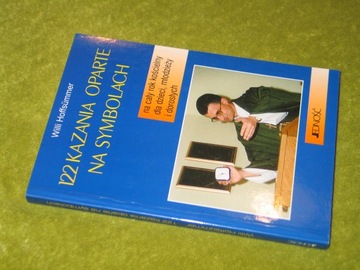 Willi Hoffsümmer
122 KAZANIA OPARTE
NA SYMBOLACH
na cały rok kościelny
dla dzieci, młodzieży
i dorosłych
JEDNOŚĆ